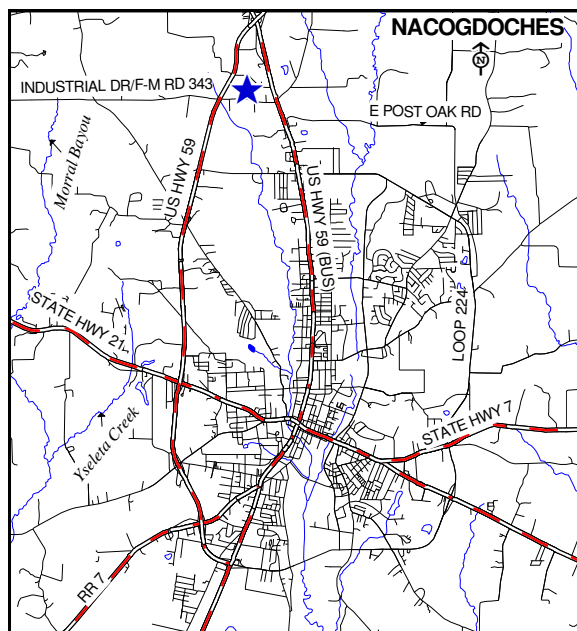 NACOGDOCHES
N
INDUSTRIAL DR/F-M RD 343
E POST OAK RD
Morral Bayou
US HWY 59
US HWY 59 (BUS)
LOOP 224
STATE HWY 21
STATE HWY 7
Yseleta Creek
RR 7